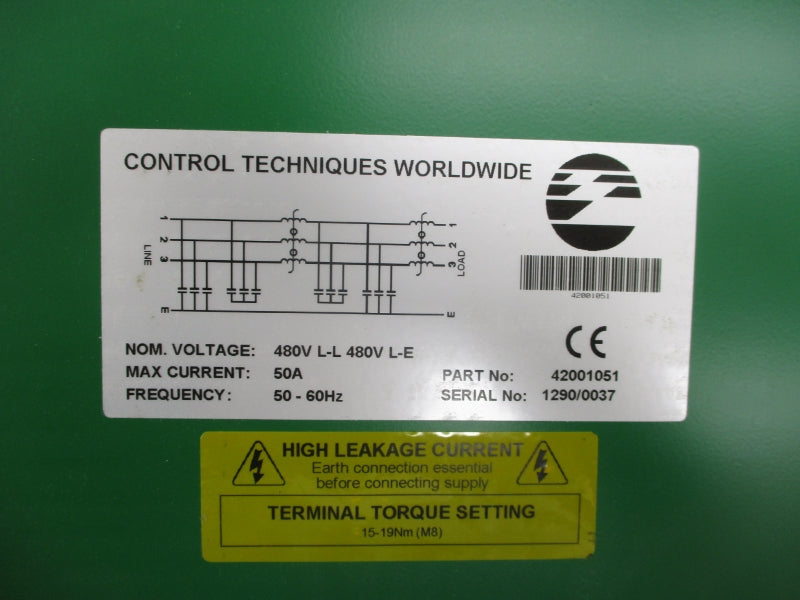 CONTROL TECHNIQUES WORLDWIDE
LINE
1
2
3
E
1
2
3
E
LOAD
42001051
CE
NOM. VOLTAGE: 480V L-L 480V L-E
MAX CURRENT: 50A
FREQUENCY: 50 - 60Hz
PART No: 42001051
SERIAL No: 1290/0037
HIGH LEAKAGE CURRENT
Earth connection essential
before connecting supply
TERMINAL TORQUE SETTING
15-19Nm (M8)